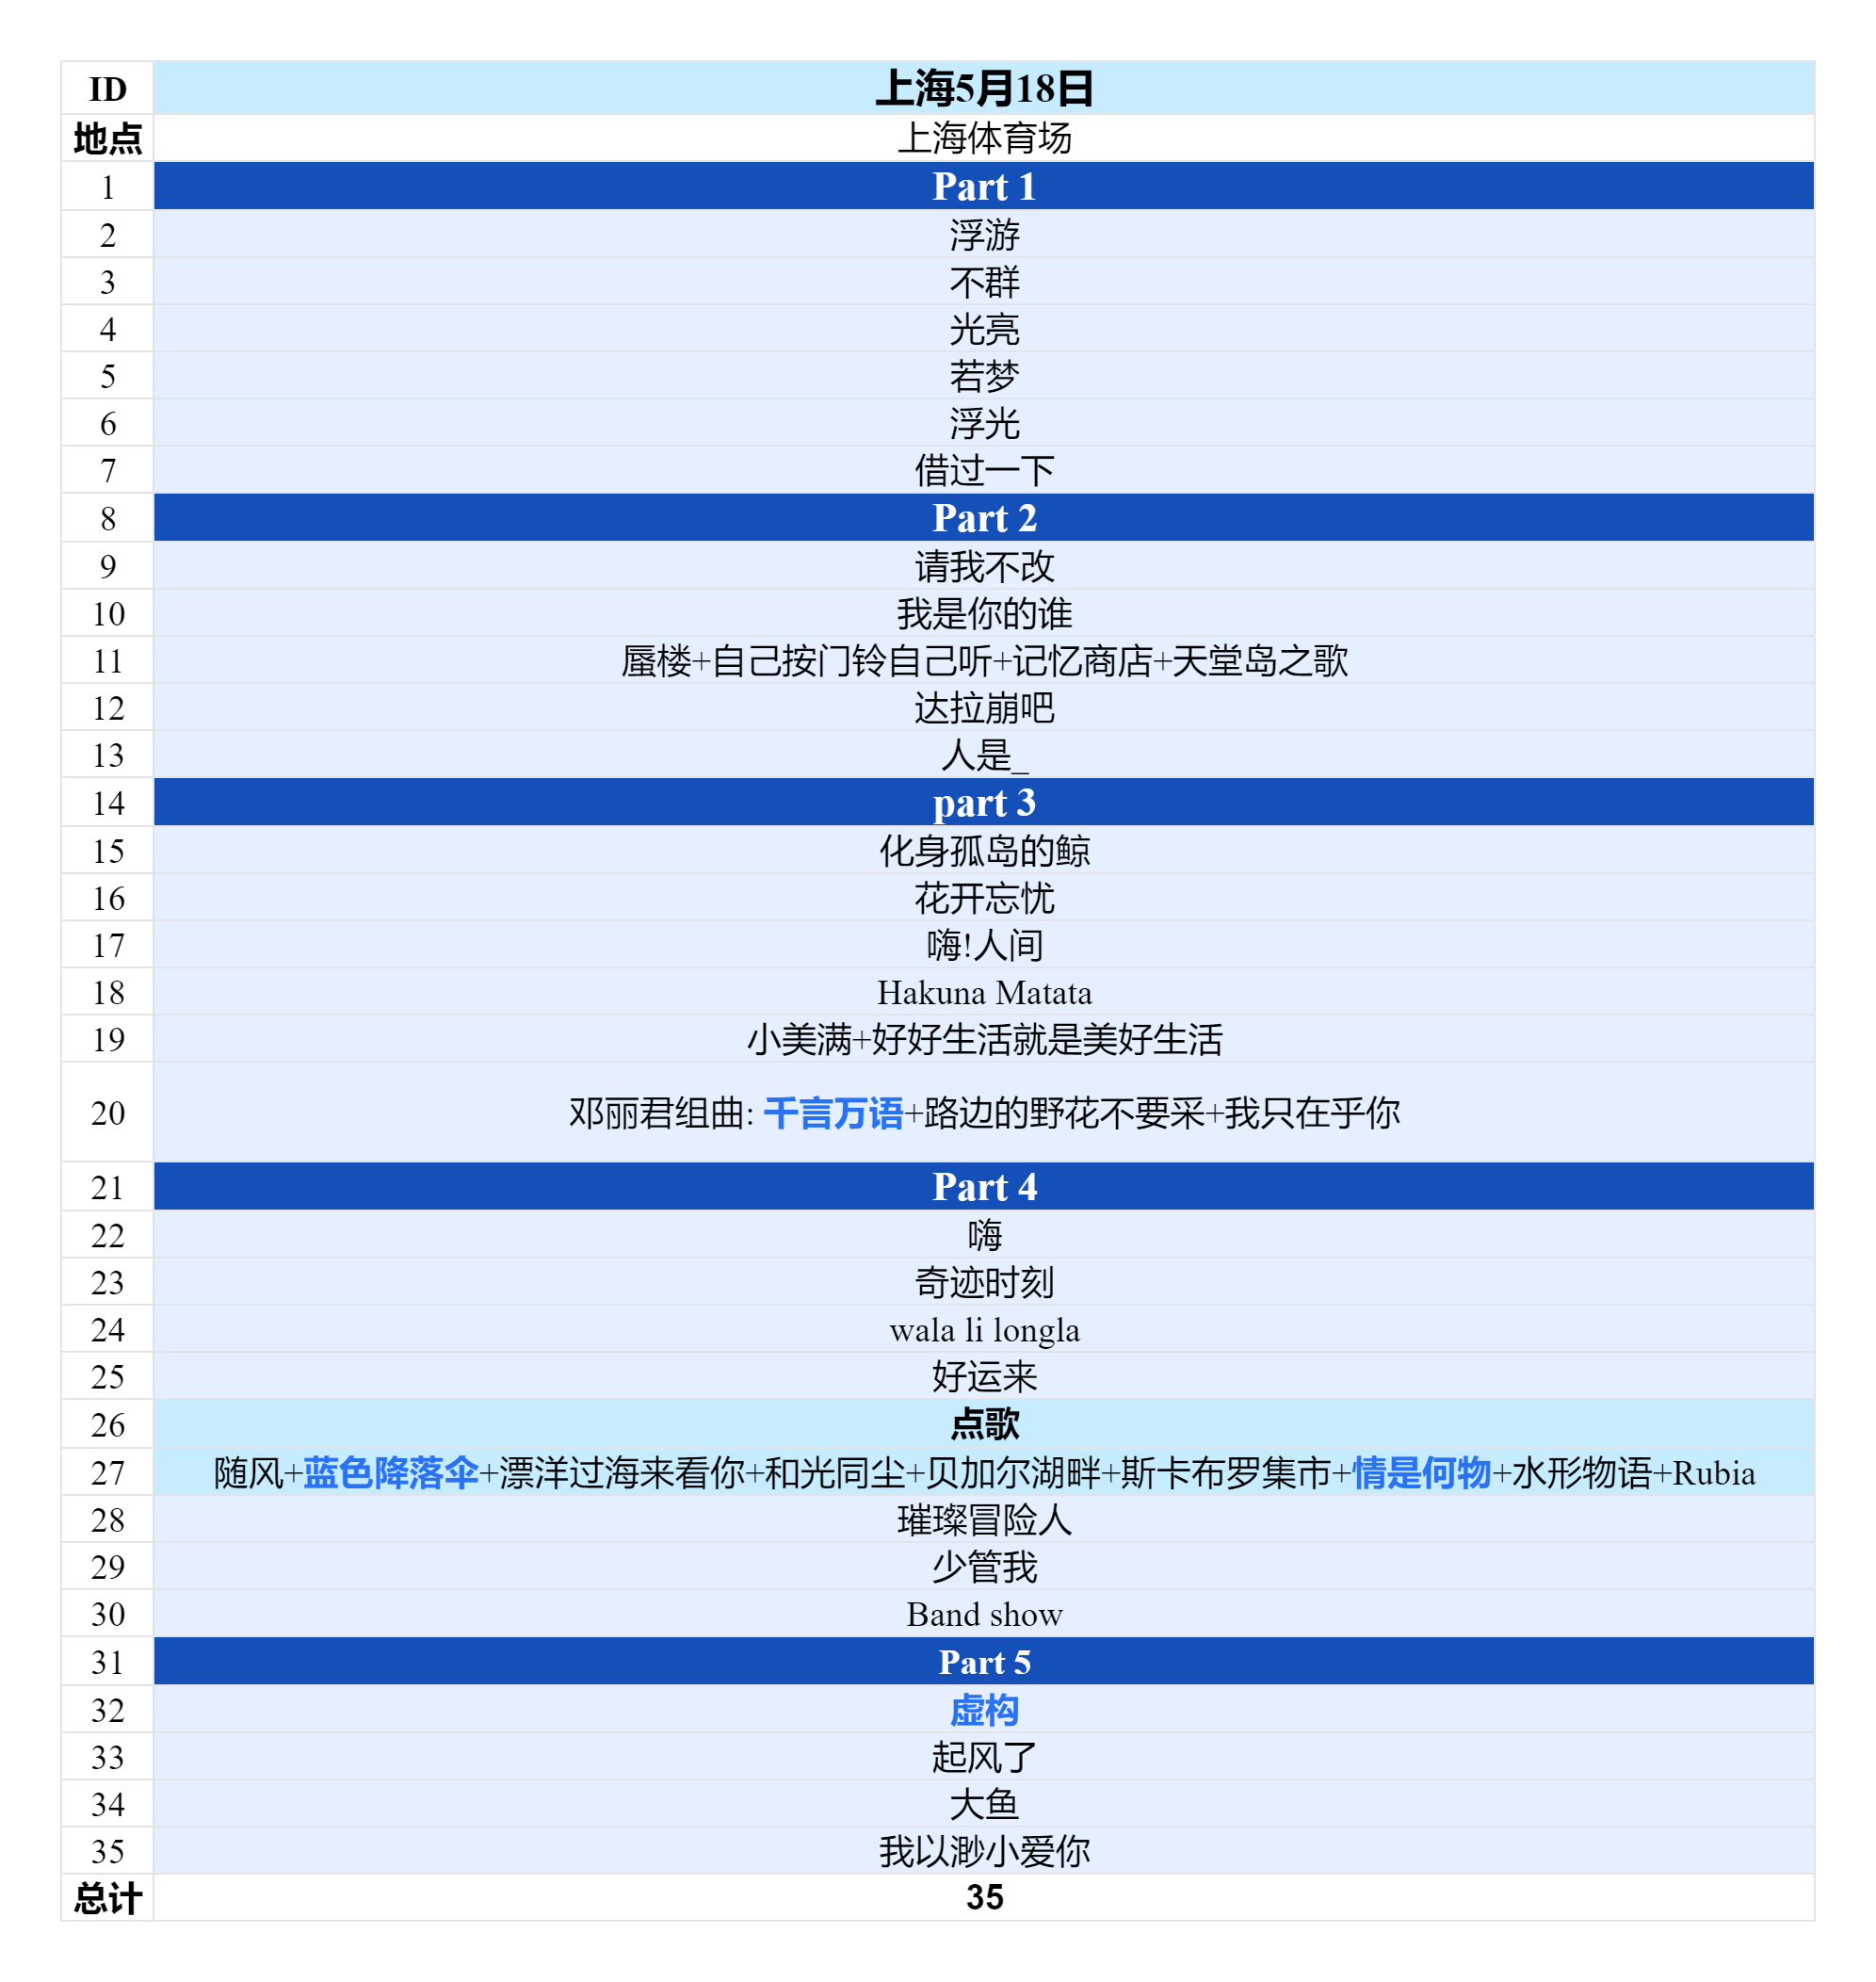 ID 上海5月18日
地点 上海体育场
1 Part 1
2 浮游
3 不群
4 光亮
5 若梦
6 浮光
7 借过一下
8 Part 2
9 请我不改
10 我是你的谁
11 蜃楼+自己按门铃自己听+记忆商店+天堂岛之歌
12 达拉崩吧
13 人是_
14 part 3
15 化身孤岛的鲸
16 花开忘忧
17 嗨!人间
18 Hakuna Matata
19 小美满+好好生活就是美好生活
20 邓丽君组曲: 千言万语+路边的野花不要采+我只在乎你
21 Part 4
22 嗨
23 奇迹时刻
24 wala li longla
25 好运来
26 点歌
27 随风+蓝色降落伞+漂洋过海来看你+和光同尘+贝加尔湖畔+斯卡布罗集市+情是何物+水形物语+Rubia
28 璀璨冒险人
29 少管我
30 Band show
31 Part 5
32 虚构
33 起风了
34 大鱼
35 我以渺小爱你
总计 35